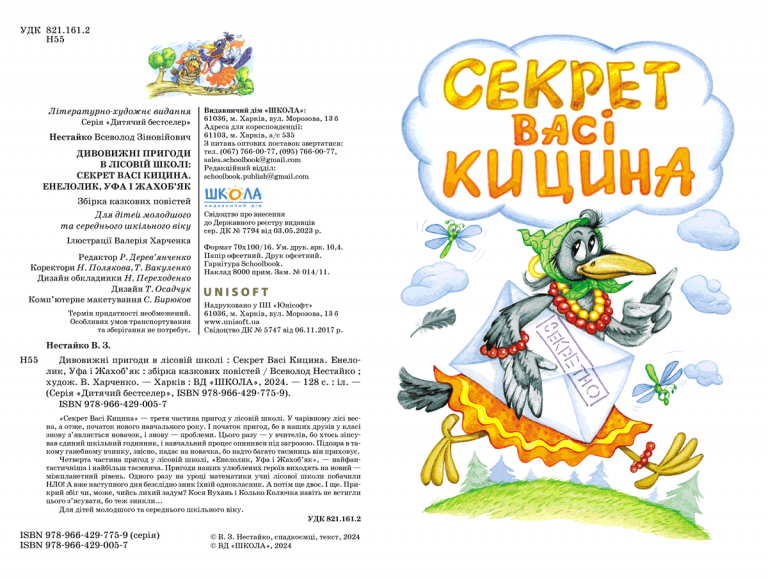 УДК 821.161.2
Н55
Літературно-художнє видання
Серія «Дитячий бестселер»
Нестайко Всеволод Зіновійович
ДИВОВИЖНІ ПРИГОДИ
В ЛІСОВІЙ ШКОЛІ:
СЕКРЕТ ВАСІ КИЦИНА.
ЕНЕЛОЛИК, УФА І ЖАХОБ’ЯК
Збірка казкових повістей
Для дітей молодшого
та середнього шкільного віку
Ілюстрації Валерія Харченка
Редактор Р. Дерев’янченко
Коректори Н. Полякова, Т. Вакуленко
Дизайн обкладинки Н. Переходенко
Дизайн Т. Осадчук
Комп’ютерне макетування С. Бирюков
Термін придатності необмежений.
Особливих умов транспортування
та зберігання не потребує.
Видавничий дім «ШКОЛА»:
61036, м. Харків, вул. Морозова, 13 б
Адреса для кореспонденції:
61103, м. Харків, а/с 535
З питань оптових поставок звертатися:
тел. (067) 766-00-77, (095) 766-00-77,
sales.schoolbook@gmail.com
Редакційний відділ:
schoolbook.publish@gmail.com
ШКОЛА
видавничий дім
Свідоцтво про внесення
до Державного реєстру видавців
сер. ДК № 7794 від 03.05.2023 р.
Формат 70х100/16. Ум. друк. арк. 10,4.
Папір офсетний. Друк офсетний.
Гарнітура Schoolbook.
Наклад 8000 прим. Зам. № 014/11.
UNISOFT
Надруковано у ПП «Юнісофт»
61036, м. Харків, вул. Морозова, 13 б
www.unisoft.ua
Свідоцтво ДК № 5747 від 06.11.2017 р.
Нестайко В. З.
Н55 Дивовижні пригоди в лісовій школі : Секрет Васі Кицина. Енело-
лик, Уфа і Жахоб’як : збірка казкових повістей / Всеволод Нестайко ;
худож. В. Харченко. — Харків : ВД «ШКОЛА», 2024. — 128 с. : іл. —
(Серія «Дитячий бестселер», ISBN 978-966-429-775-9).
ISBN 978-966-429-005-7
«Секрет Васі Кицина» — третя частина пригод у лісовій школі. У чарівному лісі вес-
на, а отже, початок нового навчального року. І початок пригод, бо в наших друзів у класі
знову з’являється новачок, і знову — проблеми. Цього разу — у вчителів, бо хтось зіпсу-
вав єдиний шкільний годинник, і навчальний процес опинився під загрозою. Підозра в та-
кому ганебному вчинку, звісно, падає на новачка, бо надто багато таємниць він приховує.
Четверта частина пригод у лісовій школі, «Енелолик, Уфа і Жахоб’як», — найфан-
тастичніша і найбільш таємнича. Пригоди наших улюблених героїв виходять на новий —
міжпланетний рівень. Одного разу на уроці математики учні лісової школи побачили
НЛО! А вже наступного дня безслідно зник їхній однокласник. А потім ще двоє. І ще. При-
крий збіг чи, може, чийсь лихий задум? Кося Вухань і Колько Колючка навіть не встигли
цього з’ясувати, бо теж зникли...
Для дітей молодшого та середнього шкільного віку.
УДК 821.161.2
ISBN 978-966-429-775-9 (серія)
ISBN 978-966-429-005-7
© В. З. Нестайко, спадкоємці, текст, 2024
© ВД «ШКОЛА», 2024
СЕКРЕТ
ВАСІ
КИЦИНА
СЕКРЕТНО